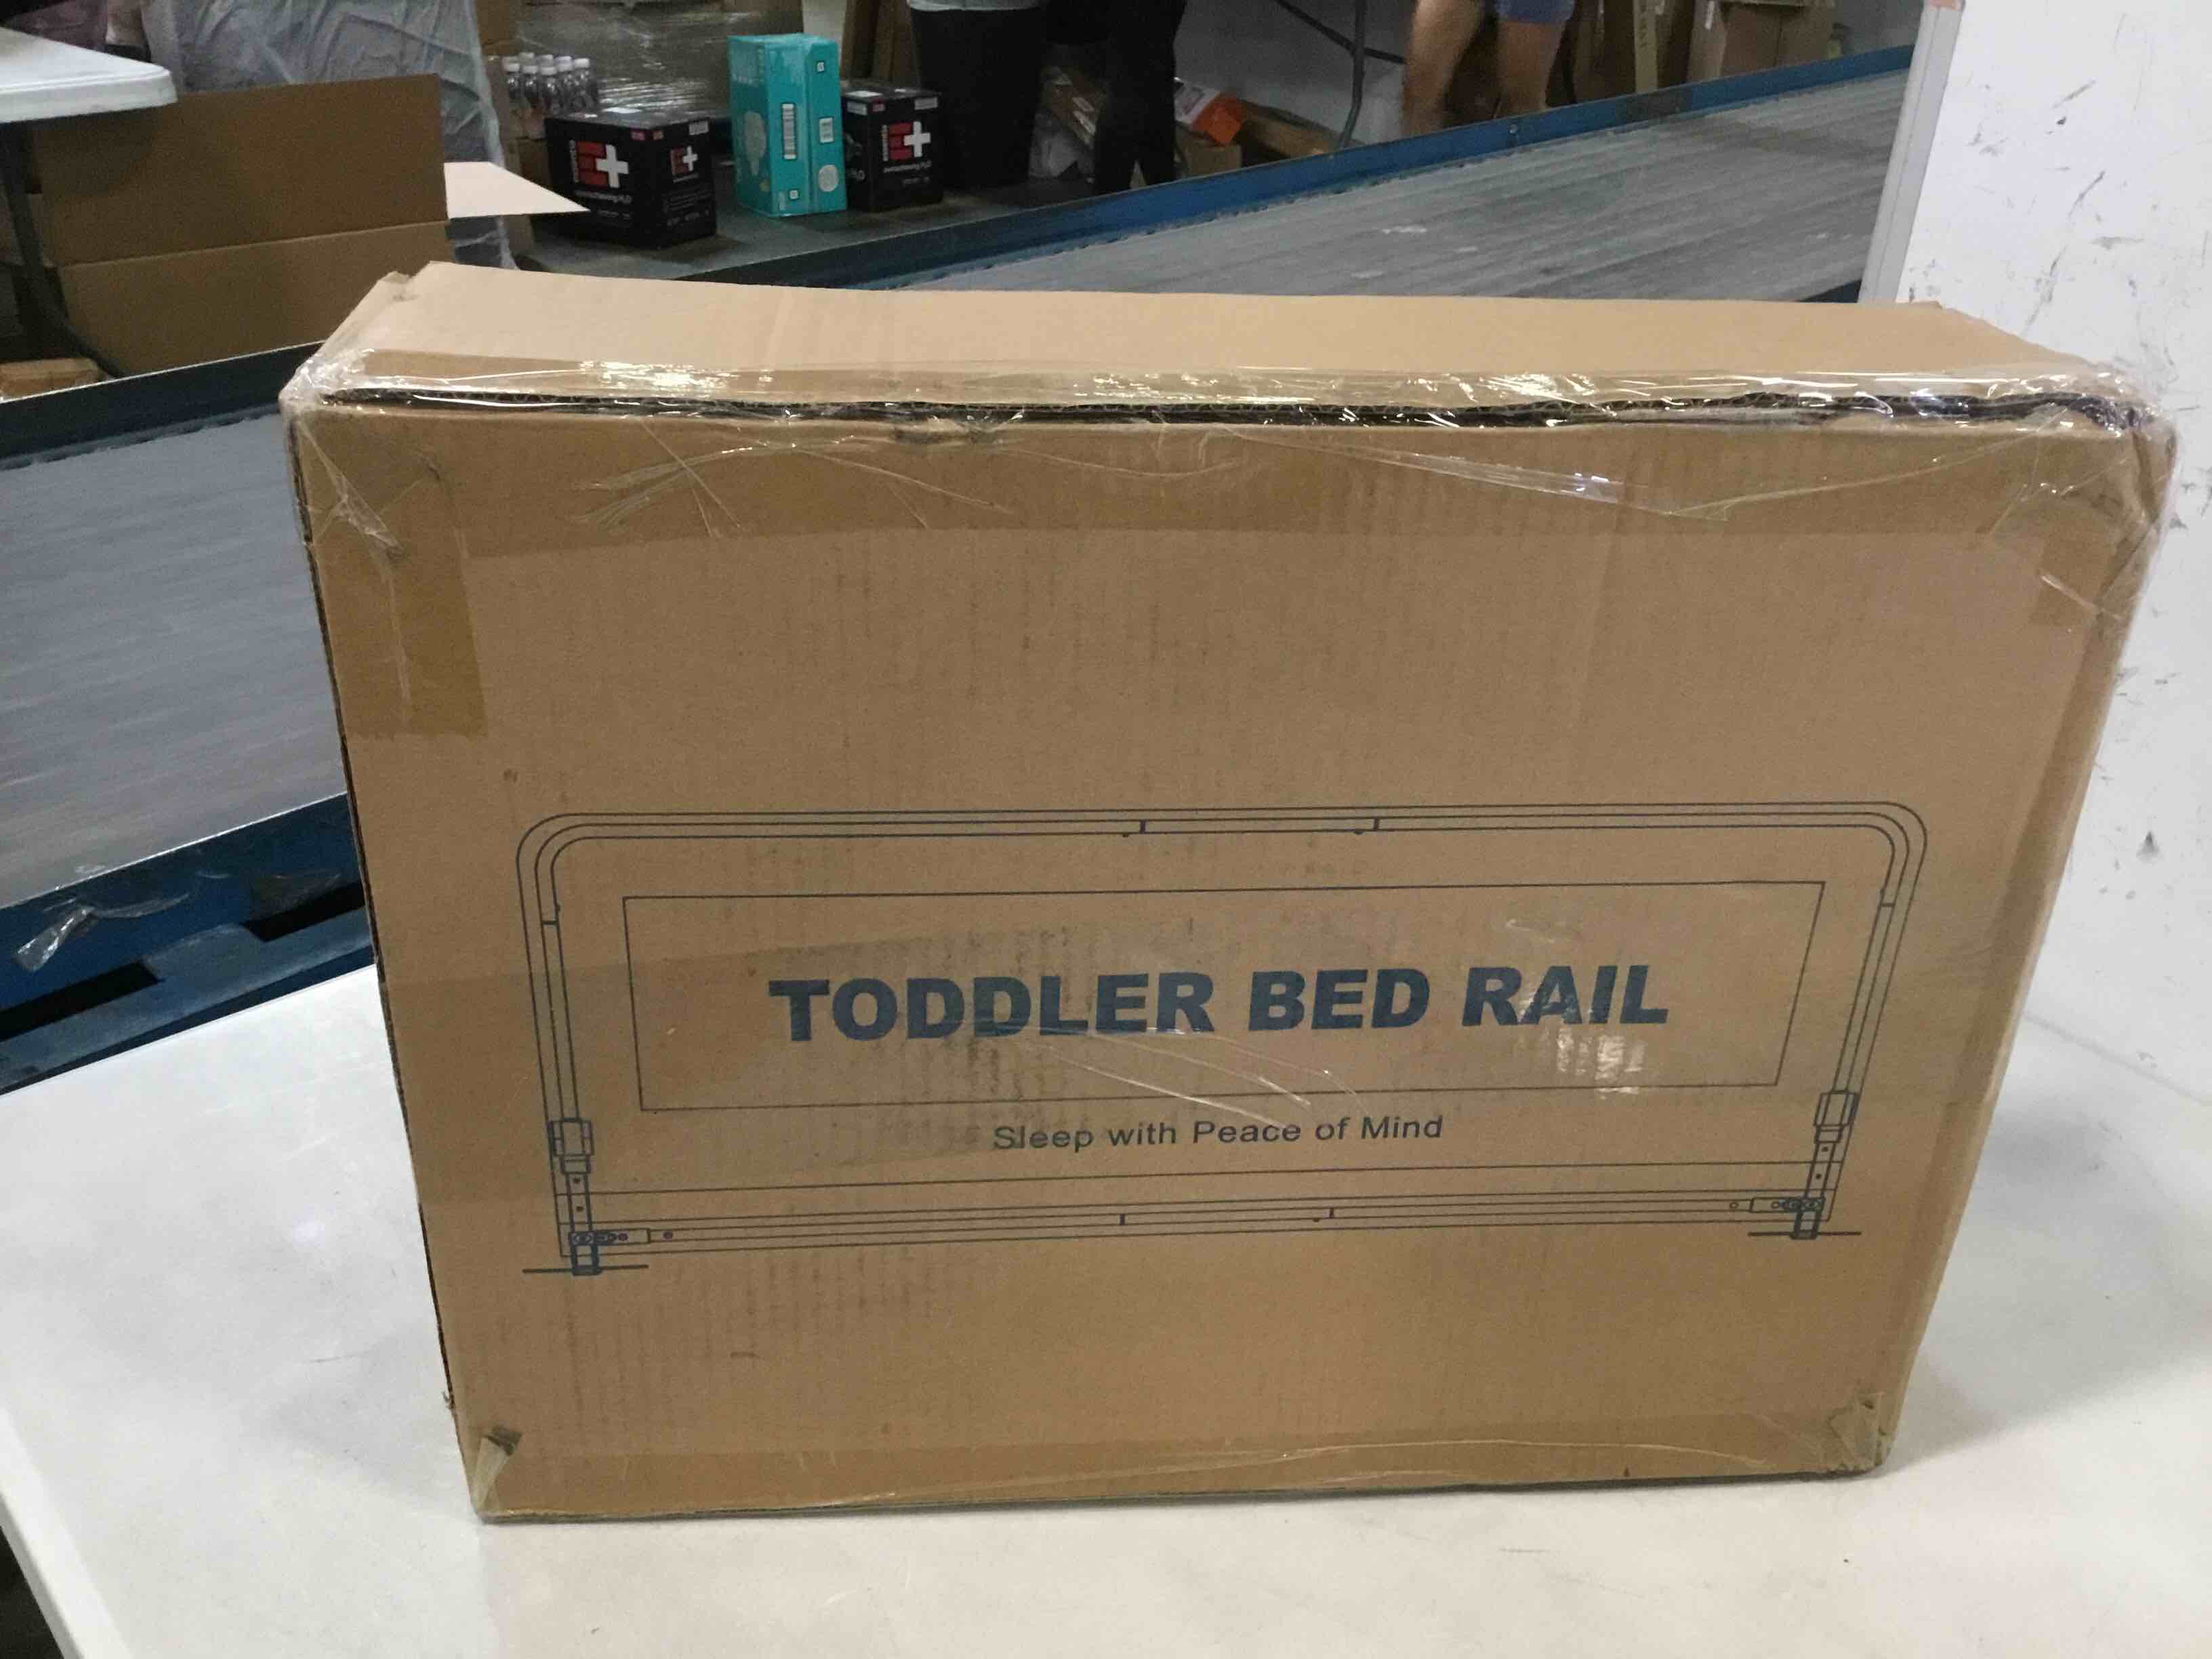 TODDLER BED RAIL
Sleep with Peace of Mind